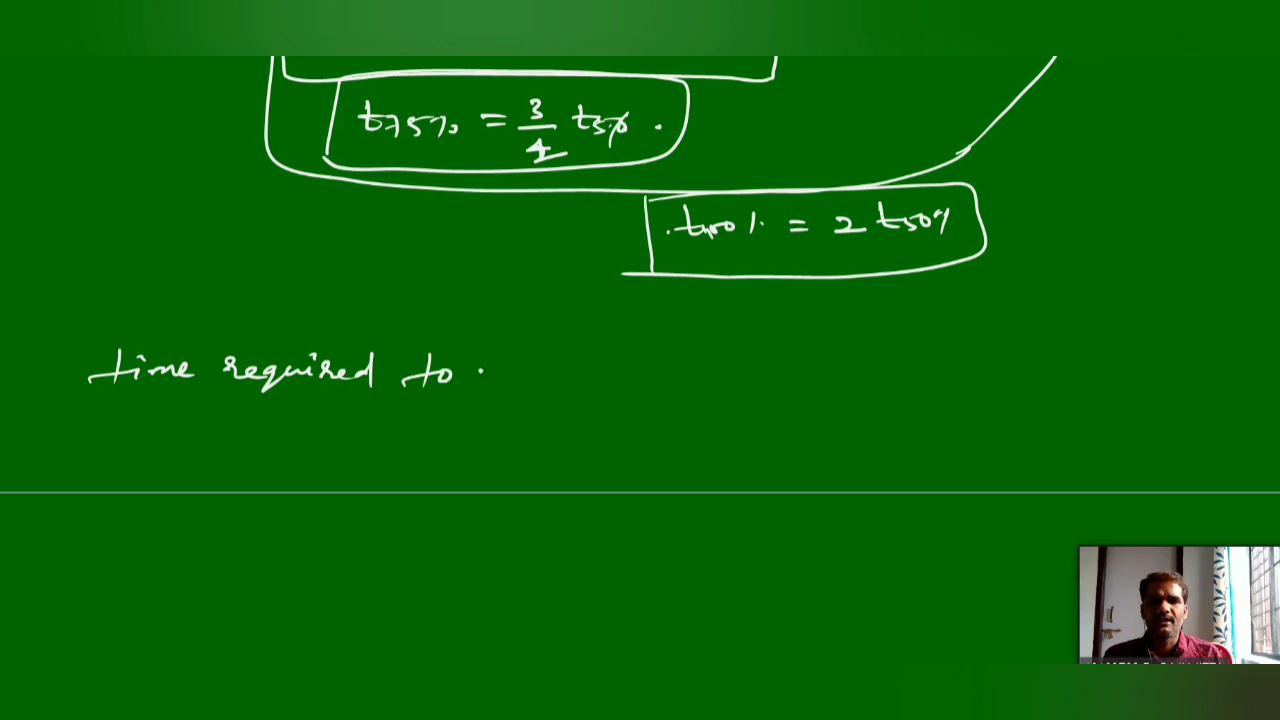 t75% = 3/4 t50% .
. t100% = 2 t50%
time required to .